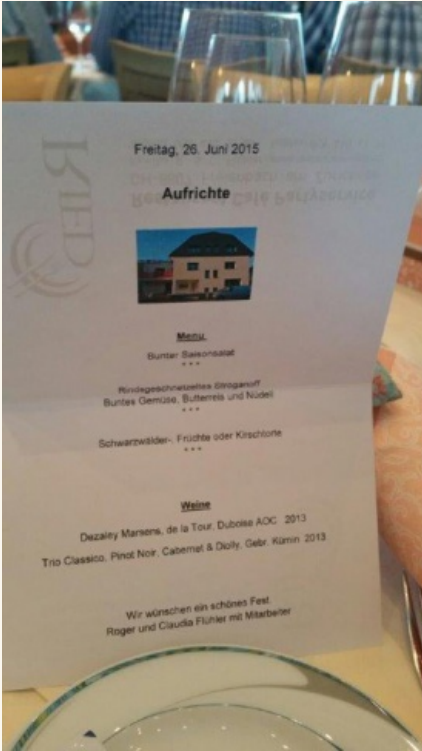 RIED
Freitag, 26. Juni 2015
Aufrichte
Menu
Bunter Saisonsalat
***
Rindsgeschnetzeltes Stroganoff
Buntes Gemüse, Butterreis und Nudeln
***
Schwarzwälder-, Früchte oder Kirschtorte
***
Weine
Dezaley Marsens, de la Tour, Dubois AOC 2013
Trio Classico, Pinot Noir, Cabernet & Diolly, Gebr. Kümin 2013
Wir wünschen ein schönes Fest.
Roger und Claudia Flühler mit Mitarbeiter